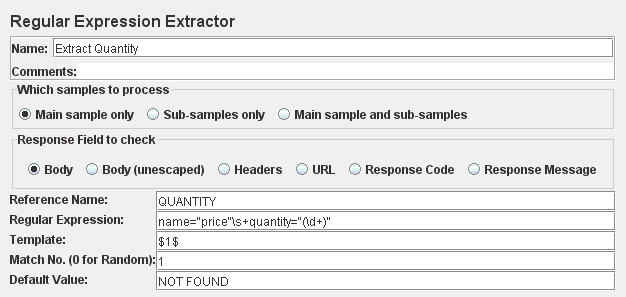 Regular Expression Extractor
Name: Extract Quantity
Comments:
Which samples to process
Main sample only Sub-samples only Main sample and sub-samples
Response Field to check
Body Body (unescaped) Headers URL Response Code Response Message
Reference Name: QUANTITY
Regular Expression: name="price"\s+quantity="(\d+)"
Template: $1$
Match No. (0 for Random): 1
Default Value: NOT FOUND